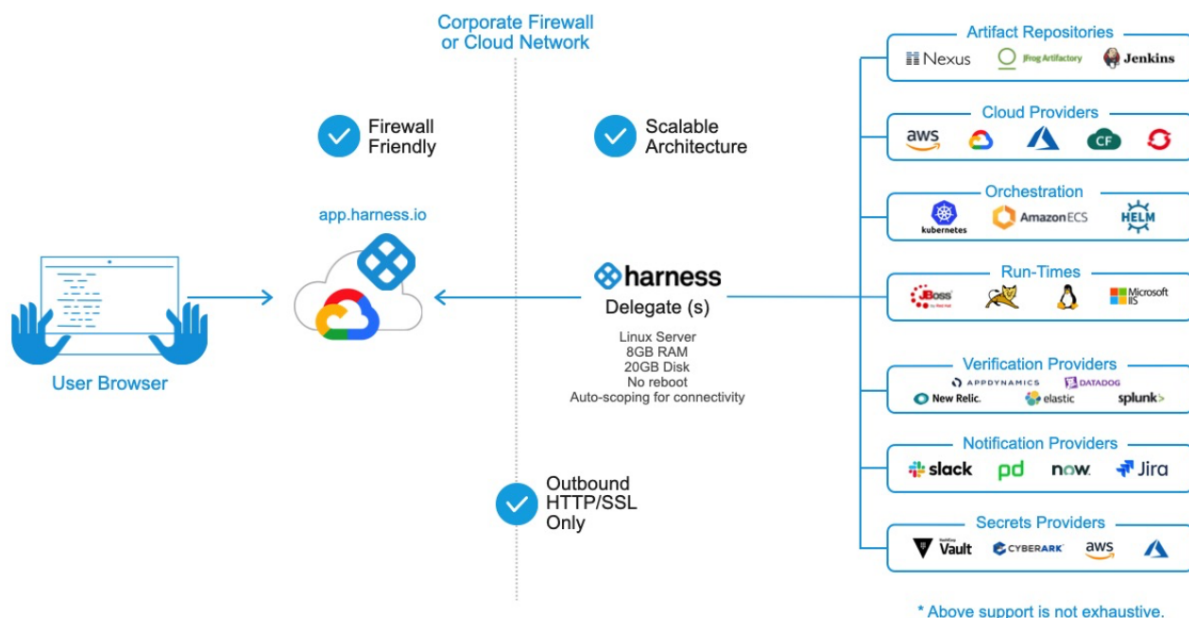 Corporate Firewall
or Cloud Network
Firewall
Friendly
Scalable
Architecture
app.harness.io
User Browser
harness
Delegate (s)
Linux Server
8GB RAM
20GB Disk
No reboot
Auto-scoping for connectivity
Outbound
HTTP/SSL
Only
Artifact Repositories
Nexus
JFrog Artifactory
Jenkins
Cloud Providers
aws
CF
Orchestration
kubernetes
Amazon ECS
HELM
Run-Times
JBoss
Microsoft
IIS
Verification Providers
APPDYNAMICS
DATADOG
New Relic.
elastic
splunk>
Notification Providers
slack
pd
now.
Jira
Secrets Providers
Vault
CYBERARK
aws
* Above support is not exhaustive.